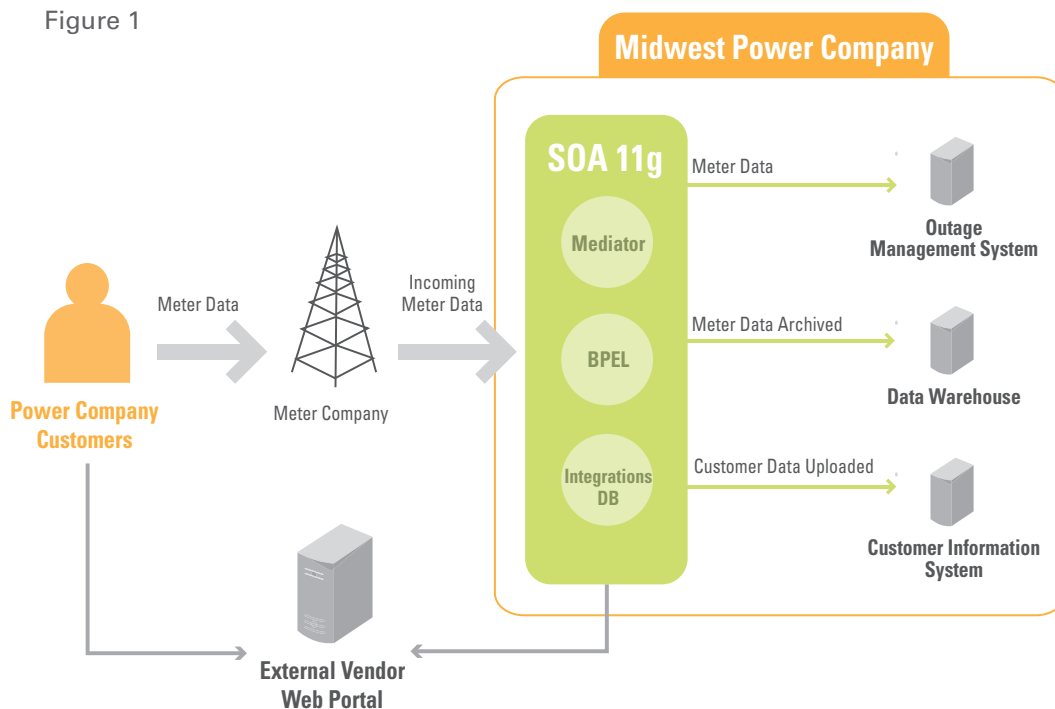 Figure 1
Midwest Power Company
SOA 11g
Mediator
BPEL
Integrations
DB
Meter Data
Outage
Management System
Meter Data Archived
Data Warehouse
Customer Data Uploaded
Customer Information
System
Meter Data
Incoming
Meter Data
Meter Company
Power Company
Customers
External Vendor
Web Portal